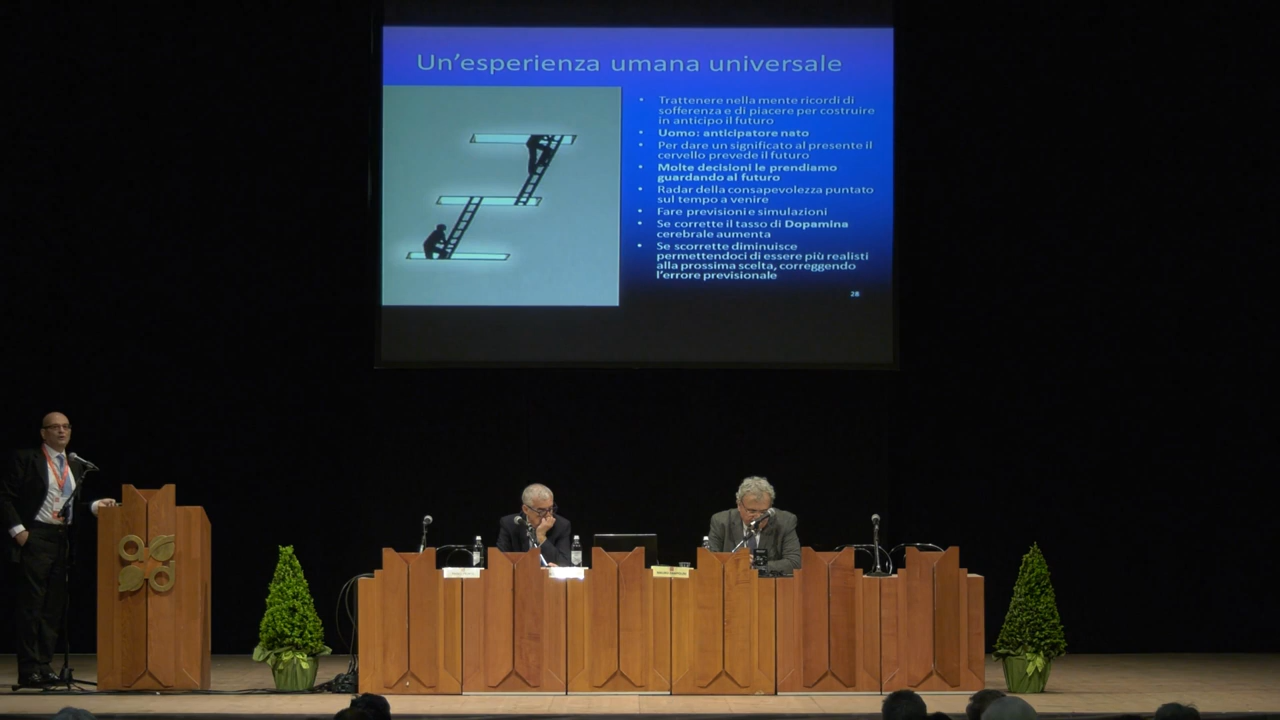 Un'esperienza umana universale
• Trattenere nella mente ricordi di
sofferenza e di piacere per costruire
in anticipo il futuro
• Uomo: anticipatore nato
• Per dare un significato al presente il
cervello prevede il futuro
• Molte decisioni le prendiamo
guardando al futuro
• Radar della consapevolezza puntato
sul tempo a venire
• Fare previsioni e simulazioni
• Se corrette il tasso di Dopamina
cerebrale aumenta
• Se scorrette diminuisce
permettendoci di essere più realisti
alla prossima scelta, correggendo
l'errore previsionale
28